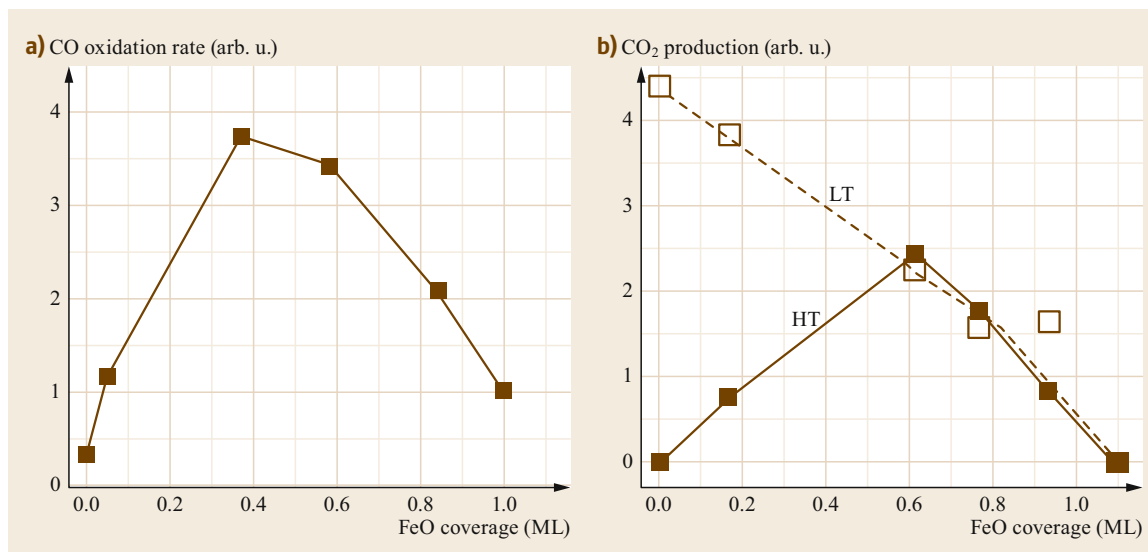 a) CO oxidation rate (arb. u.)
4
3
2
1
0
0.0 0.2 0.4 0.6 0.8 1.0
FeO coverage (ML)
b) CO₂ production (arb. u.)
4
3
2
1
0
LT
HT
0.0 0.2 0.4 0.6 0.8 1.0
FeO coverage (ML)